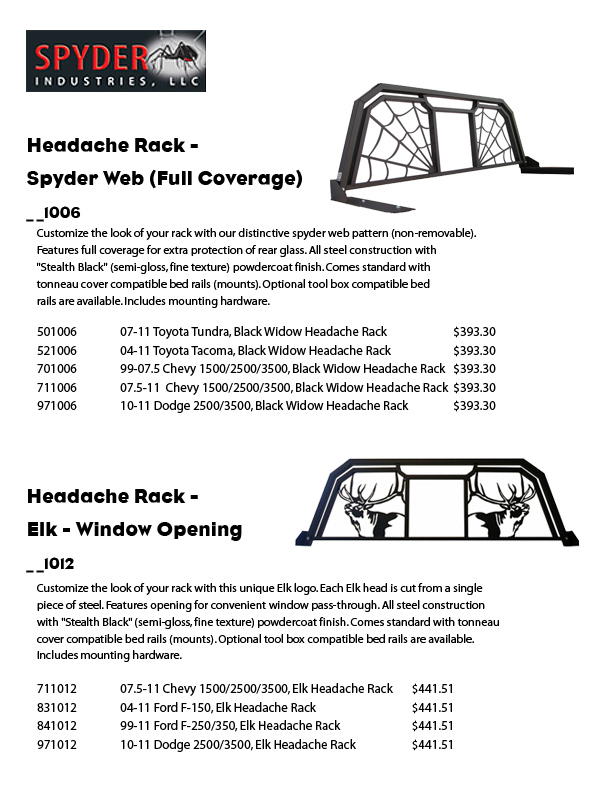 SPYDER
INDUSTRIES, LLC
Headache Rack -
Spyder Web (Full Coverage)
_ _1006
Customize the look of your rack with our distinctive spyder web pattern (non-removable).
Features full coverage for extra protection of rear glass. All steel construction with
"Stealth Black" (semi-gloss, fine texture) powdercoat finish. Comes standard with
tonneau cover compatible bed rails (mounts). Optional tool box compatible bed
rails are available. Includes mounting hardware.
501006 07-11 Toyota Tundra, Black Widow Headache Rack $393.30
521006 04-11 Toyota Tacoma, Black Widow Headache Rack $393.30
701006 99-07.5 Chevy 1500/2500/3500, Black Widow Headache Rack $393.30
711006 07.5-11 Chevy 1500/2500/3500, Black Widow Headache Rack $393.30
971006 10-11 Dodge 2500/3500, Black Widow Headache Rack $393.30
Headache Rack -
Elk - Window Opening
_ _1012
Customize the look of your rack with this unique Elk logo. Each Elk head is cut from a single
piece of steel. Features opening for convenient window pass-through. All steel construction
with "Stealth Black" (semi-gloss, fine texture) powdercoat finish. Comes standard with tonneau
cover compatible bed rails (mounts). Optional tool box compatible bed rails are available.
Includes mounting hardware.
711012 07.5-11 Chevy 1500/2500/3500, Elk Headache Rack $441.51
831012 04-11 Ford F-150, Elk Headache Rack $441.51
841012 99-11 Ford F-250/350, Elk Headache Rack $441.51
971012 10-11 Dodge 2500/3500, Elk Headache Rack $441.51